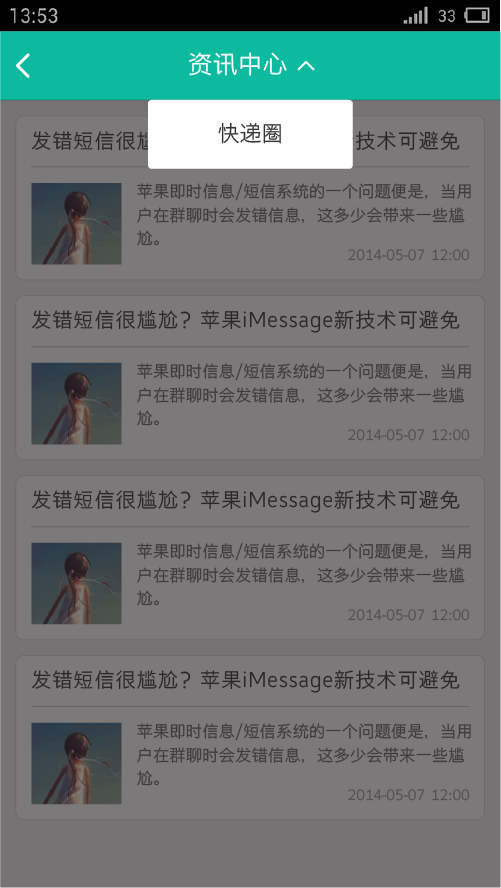 13:53
33
资讯中心
快递圈
发错短信很
新技术可避免
苹果即时信息/短信系统的一个问题便是，当用
户在群聊时会发错信息，这多少会带来一些尴
尬。
2014-05-07 12:00
发错短信很尴尬？苹果iMessage新技术可避免
苹果即时信息/短信系统的一个问题便是，当用
户在群聊时会发错信息，这多少会带来一些尴
尬。
2014-05-07 12:00
发错短信很尴尬？苹果iMessage新技术可避免
苹果即时信息/短信系统的一个问题便是，当用
户在群聊时会发错信息，这多少会带来一些尴
尬。
2014-05-07 12:00
发错短信很尴尬？苹果iMessage新技术可避免
苹果即时信息/短信系统的一个问题便是，当用
户在群聊时会发错信息，这多少会带来一些尴
尬。
2014-05-07 12:00